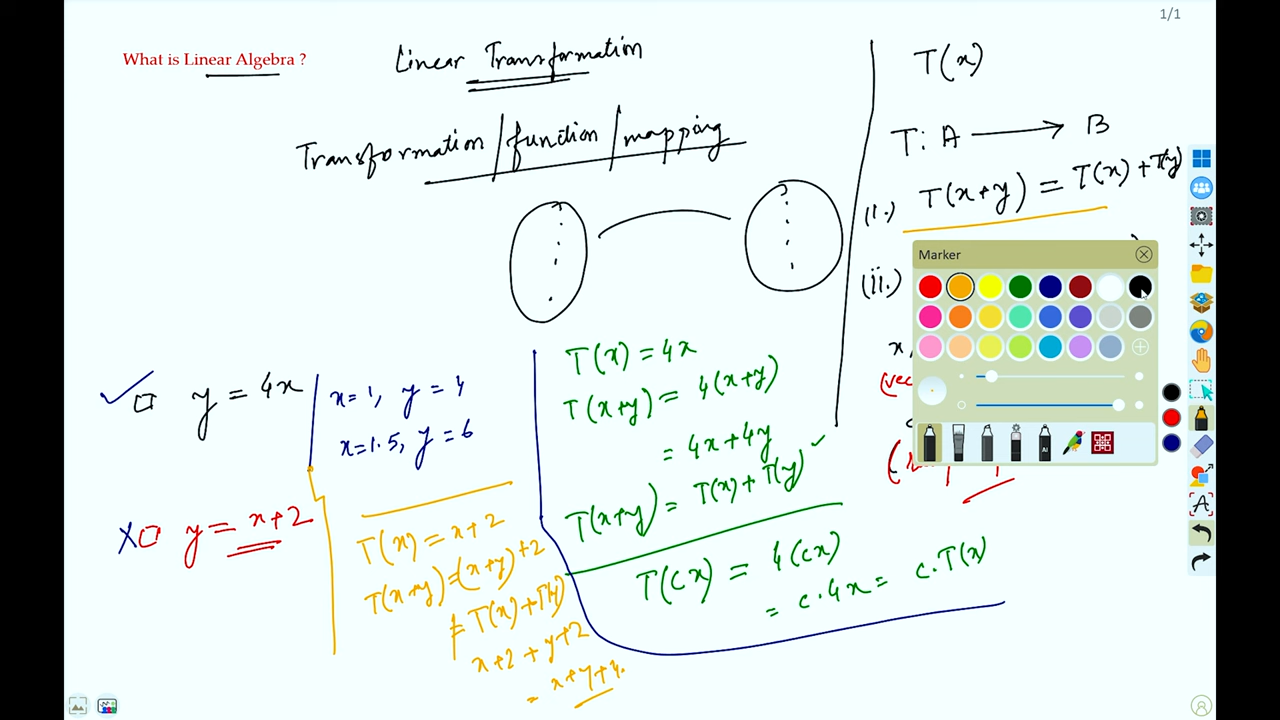 1/1
What is Linear Algebra ?
Linear Transformation
Transformation/function/mapping
T(x)
T: A ⟶ B
(i.) T(x+y) = T(x)+T(y)
(ii.)
Marker
x,
y = 4x
x=1, y = 4
x=1.5, y = 6
y = x+2
T(x) = x+2
T(x+y)=(x+y)+2
≠ T(x)+T(y)
x+2 + y+2
= x+y+4.
T(x) = 4x
T(x+y) = 4(x+y)
= 4x+4y
T(x+y) = T(x)+T(y)
T(cx) = 4(cx)
= c.4x = c.T(x)
AI
A